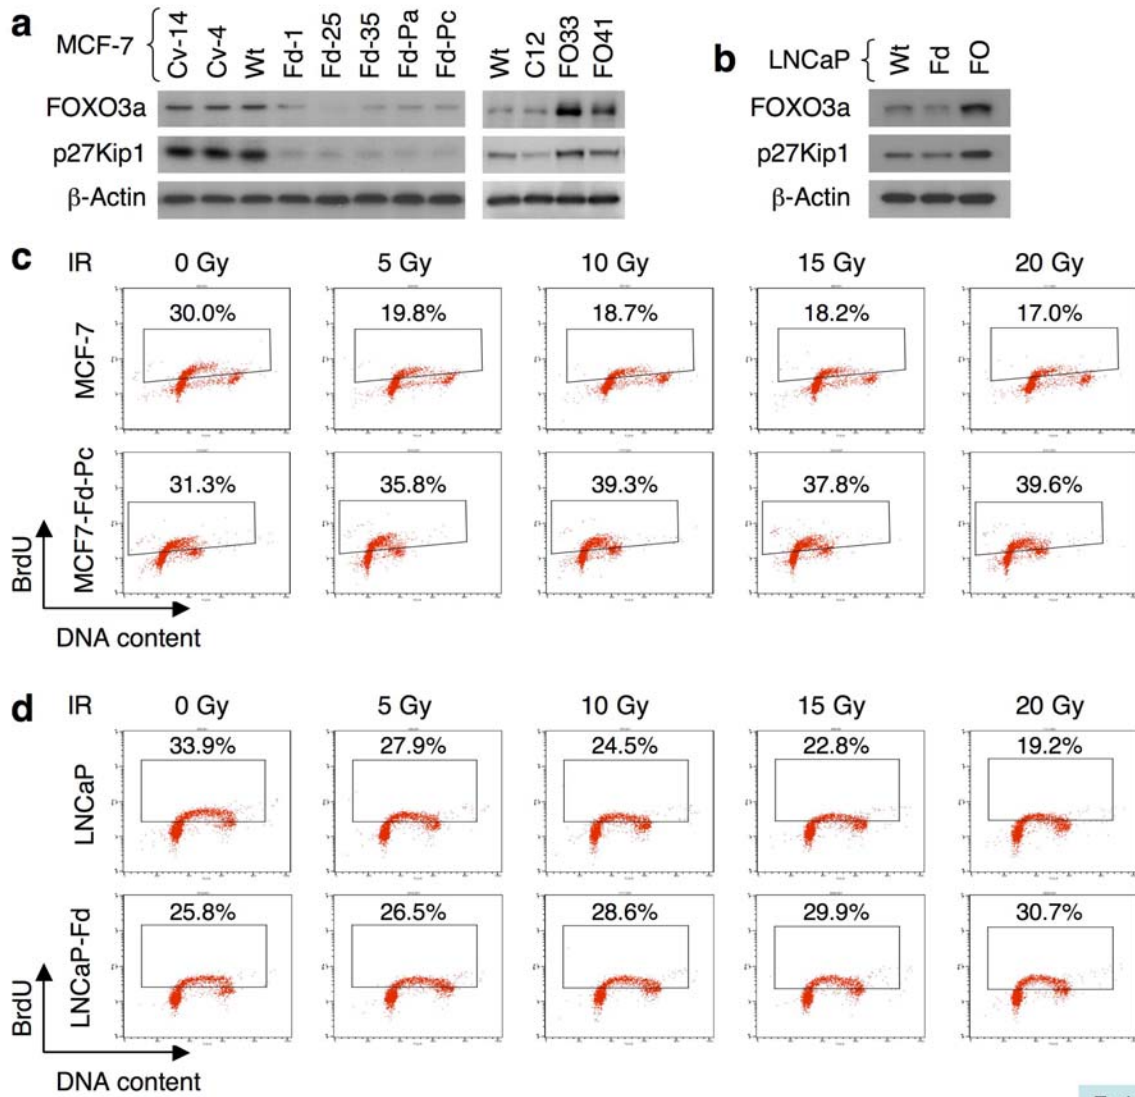 a
MCF-7 { Cv-14 Cv-4 Wt Fd-1 Fd-25 Fd-35 Fd-Pa Fd-Pc Wt C12 FO33 FO41
FOXO3a
p27Kip1
β-Actin
b
LNCaP { Wt Fd FO
FOXO3a
p27Kip1
β-Actin
c IR 0 Gy 5 Gy 10 Gy 15 Gy 20 Gy
MCF-7
30.0% 19.8% 18.7% 18.2% 17.0%
MCF7-Fd-Pc
31.3% 35.8% 39.3% 37.8% 39.6%
BrdU
DNA content
d IR 0 Gy 5 Gy 10 Gy 15 Gy 20 Gy
LNCaP
33.9% 27.9% 24.5% 22.8% 19.2%
LNCaP-Fd
25.8% 26.5% 28.6% 29.9% 30.7%
BrdU
DNA content